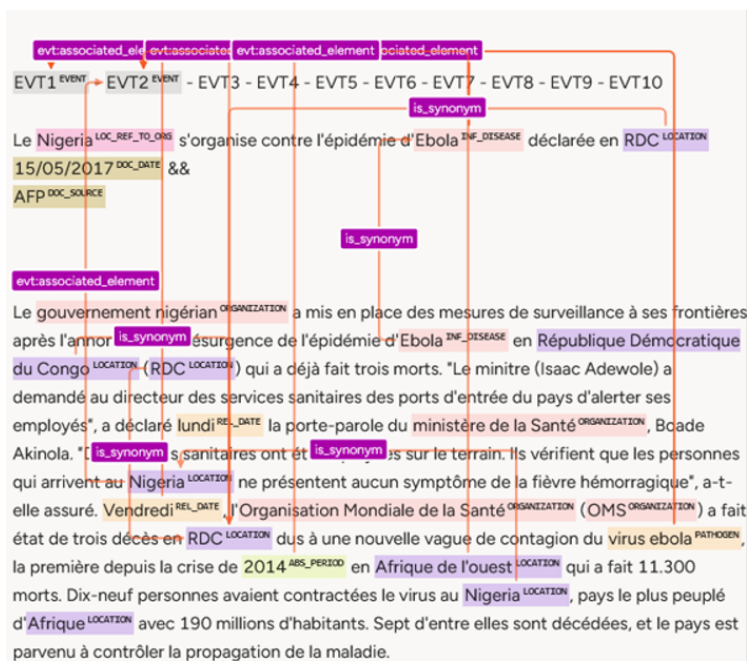 evt:associated_ele evt:associated evt:associated_element ociated_element
EVT1 EVENT EVT2 EVENT - EVT3 - EVT4 - EVT5 - EVT6 - EVT7 - EVT8 - EVT9 - EVT10
is_synonym
Le Nigeria LOC_REF_TO_ORG s'organise contre l'épidémie d'Ebola INF_DISEASE déclarée en RDC LOCATION
15/05/2017 DOC_DATE &&
AFP DOC_SOURCE
is_synonym
evt:associated_element
Le gouvernement nigérian ORGANIZATION a mis en place des mesures de surveillance à ses frontières
après l'annon is_synonym ésurgence de l'épidémie d'Ebola INF_DISEASE en République Démocratique
du Congo LOCATION (RDC LOCATION) qui a déjà fait trois morts. "Le minitre (Isaac Adewole) a
demandé au directeur des services sanitaires des ports d'entrée du pays d'alerter ses
employés", a déclaré lundi REL_DATE la porte-parole du ministère de la Santé ORGANIZATION, Boade
Akinola. " is_synonym s sanitaires ont ét is_synonym es sur le terrain. Ils vérifient que les personnes
qui arrivent au Nigeria LOCATION ne présentent aucun symptôme de la fièvre hémorragique", a-t-
elle assuré. Vendredi REL_DATE, l'Organisation Mondiale de la Santé ORGANIZATION (OMS ORGANIZATION) a fait
état de trois décès en RDC LOCATION dus à une nouvelle vague de contagion du virus ebola PATHOGEN,
la première depuis la crise de 2014 ABS_PERIOD en Afrique de l'ouest LOCATION qui a fait 11.300
morts. Dix-neuf personnes avaient contractées le virus au Nigeria LOCATION, pays le plus peuplé
d'Afrique LOCATION avec 190 millions d'habitants. Sept d'entre elles sont décédées, et le pays est
parvenu à contrôler la propagation de la maladie.